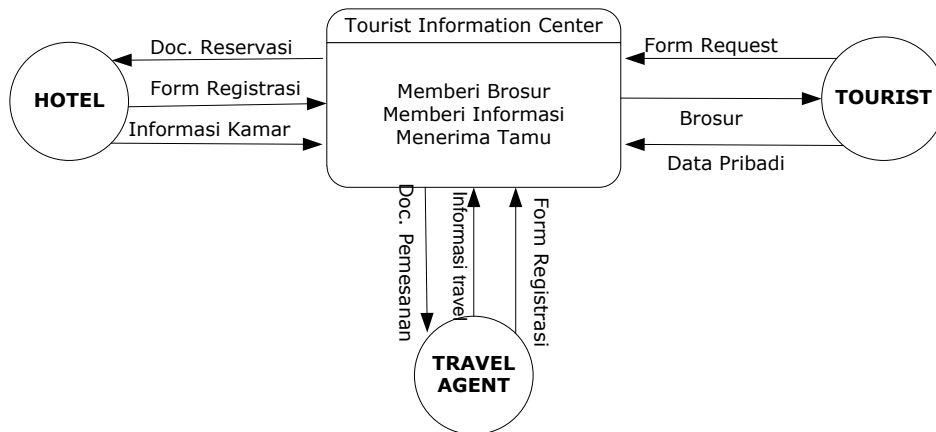 Tourist Information Center
Doc. Reservasi
Form Request
HOTEL
Form Registrasi
Informasi Kamar
Memberi Brosur
Memberi Informasi
Menerima Tamu
TOURIST
Brosur
Data Pribadi
Doc. Pemesanan
Informasi travel
Form Registrasi
TRAVEL
AGENT